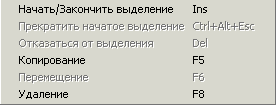 Начать/Закончить выделение Ins
Прекратить начатое выделение Ctrl+Alt+Esc
Отказаться от выделения Del
Копирование F5
Перемещение F6
Удаление F8